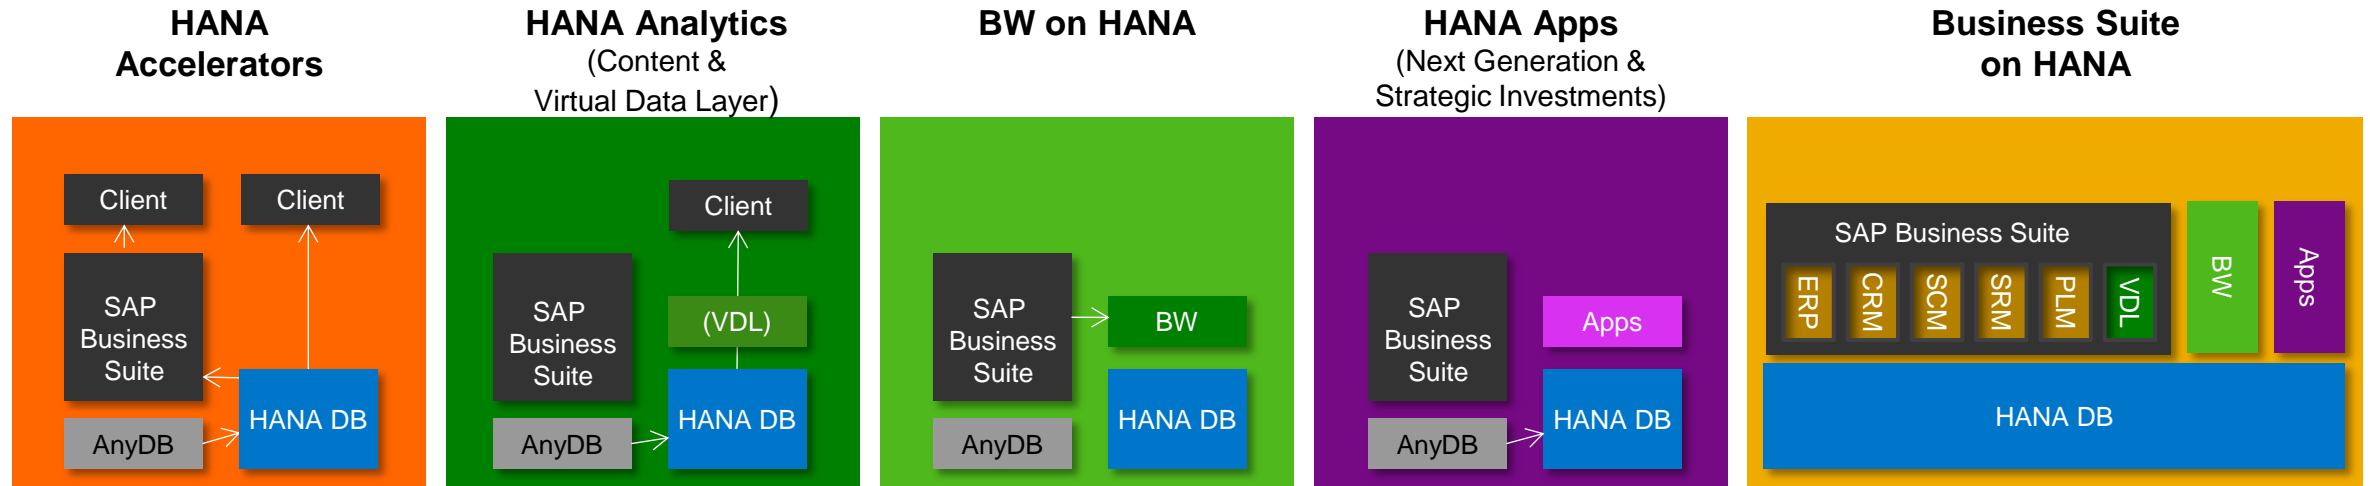 HANA
Accelerators
HANA Analytics
(Content &
Virtual Data Layer)
BW on HANA
HANA Apps
(Next Generation &
Strategic Investments)
Business Suite
on HANA
Client
Client
SAP
Business
Suite
HANA DB
AnyDB
Client
SAP
Business
Suite
(VDL)
HANA DB
AnyDB
SAP
Business
Suite
BW
HANA DB
AnyDB
SAP
Business
Suite
Apps
HANA DB
AnyDB
SAP Business Suite
ERP
CRM
SCM
SRM
PLM
VDL
BW
Apps
HANA DB